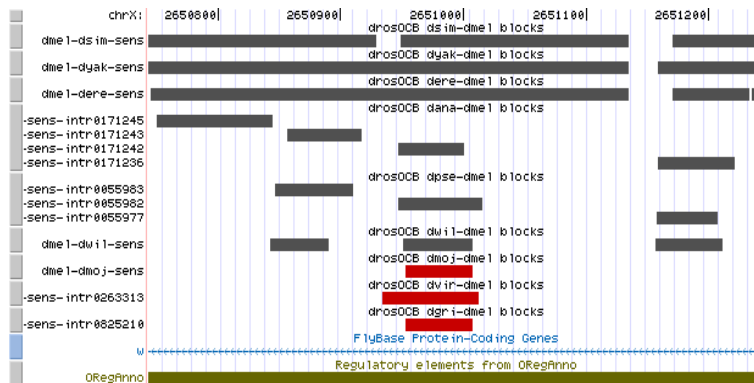 chrX: 2650800| 2650900| 2651000| 2651100| 2651200|
drosOCB dsim-dmel blocks
dmel-dsim-sens
drosOCB dyak-dmel blocks
dmel-dyak-sens
drosOCB dere-dmel blocks
dmel-dere-sens
drosOCB dana-dmel blocks
-sens-intr0171245
-sens-intr0171243
-sens-intr0171242
-sens-intr0171236
drosOCB dpse-dmel blocks
-sens-intr0055983
-sens-intr0055982
-sens-intr0055977
drosOCB dwil-dmel blocks
dmel-dwil-sens
drosOCB dmoj-dmel blocks
dmel-dmoj-sens
drosOCB dvir-dmel blocks
-sens-intr0263313
drosOCB dgri-dmel blocks
-sens-intr0825210
FlyBase Protein-Coding Genes
w
Regulatory elements from ORegAnno
ORegAnno